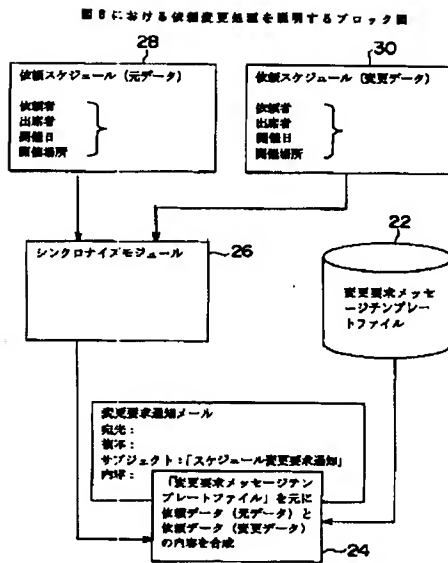 図8における依頼変更処理を説明するブロック図
28
30
依頼スケジュール（元データ）
依頼者
出席者
開催日
開催場所
依頼スケジュール（変更データ）
依頼者
出席者
開催日
開催場所
シンクロナイズモジュール
26
22
変更要求メッセ
ージテンプレー
トファイル
変更要求通知メール
宛先：
複本：
サブジェクト：「スケジュール変更要求通知」
内容：
「変更要求メッセージテン
プレートファイル」を元に
依頼データ（元データ）と
依頼データ（変更データ）
の内容を合成
24